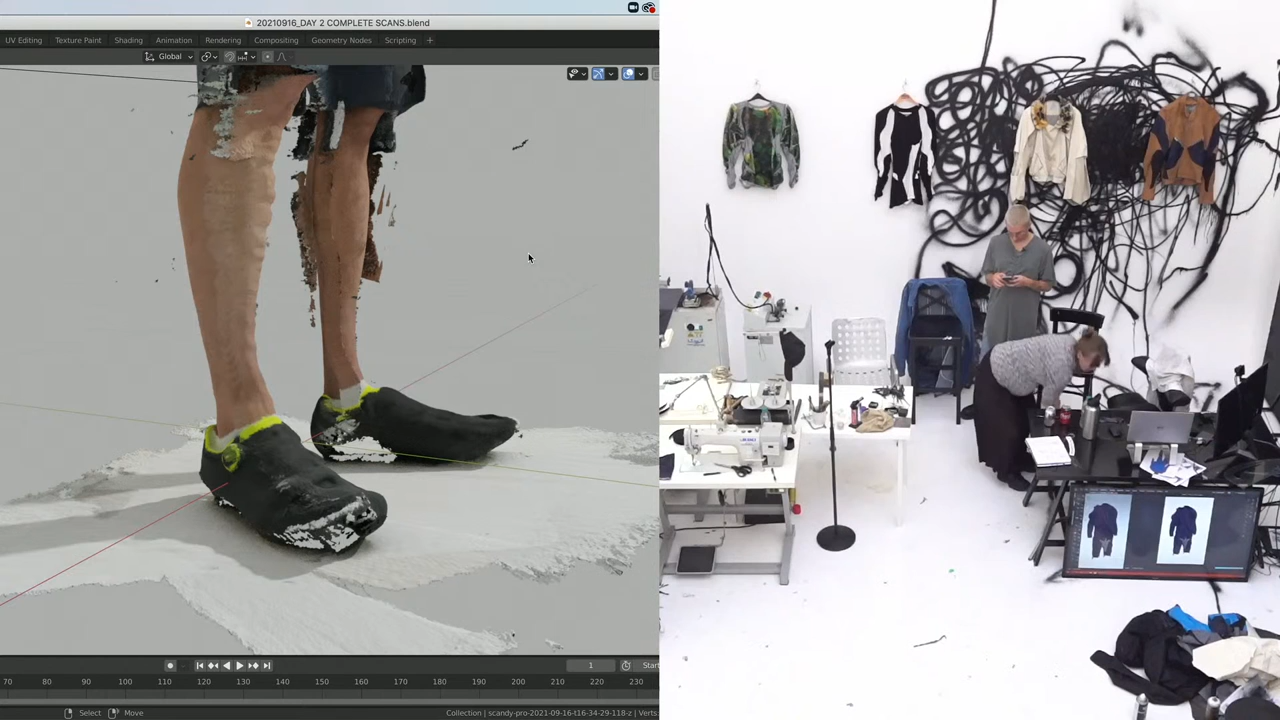 20210916_DAY 2 COMPLETE SCANS.blend
UV Editing Texture Paint Shading Animation Rendering Compositing Geometry Nodes Scripting +
Global
1 Start
70 80 90 100 110 120 130 140 150 160 170 180 190 200 210 220 230
Select Move Collection | scandy-pro-2021-09-16-t16-34-29-118-z | Verts:
JUKI